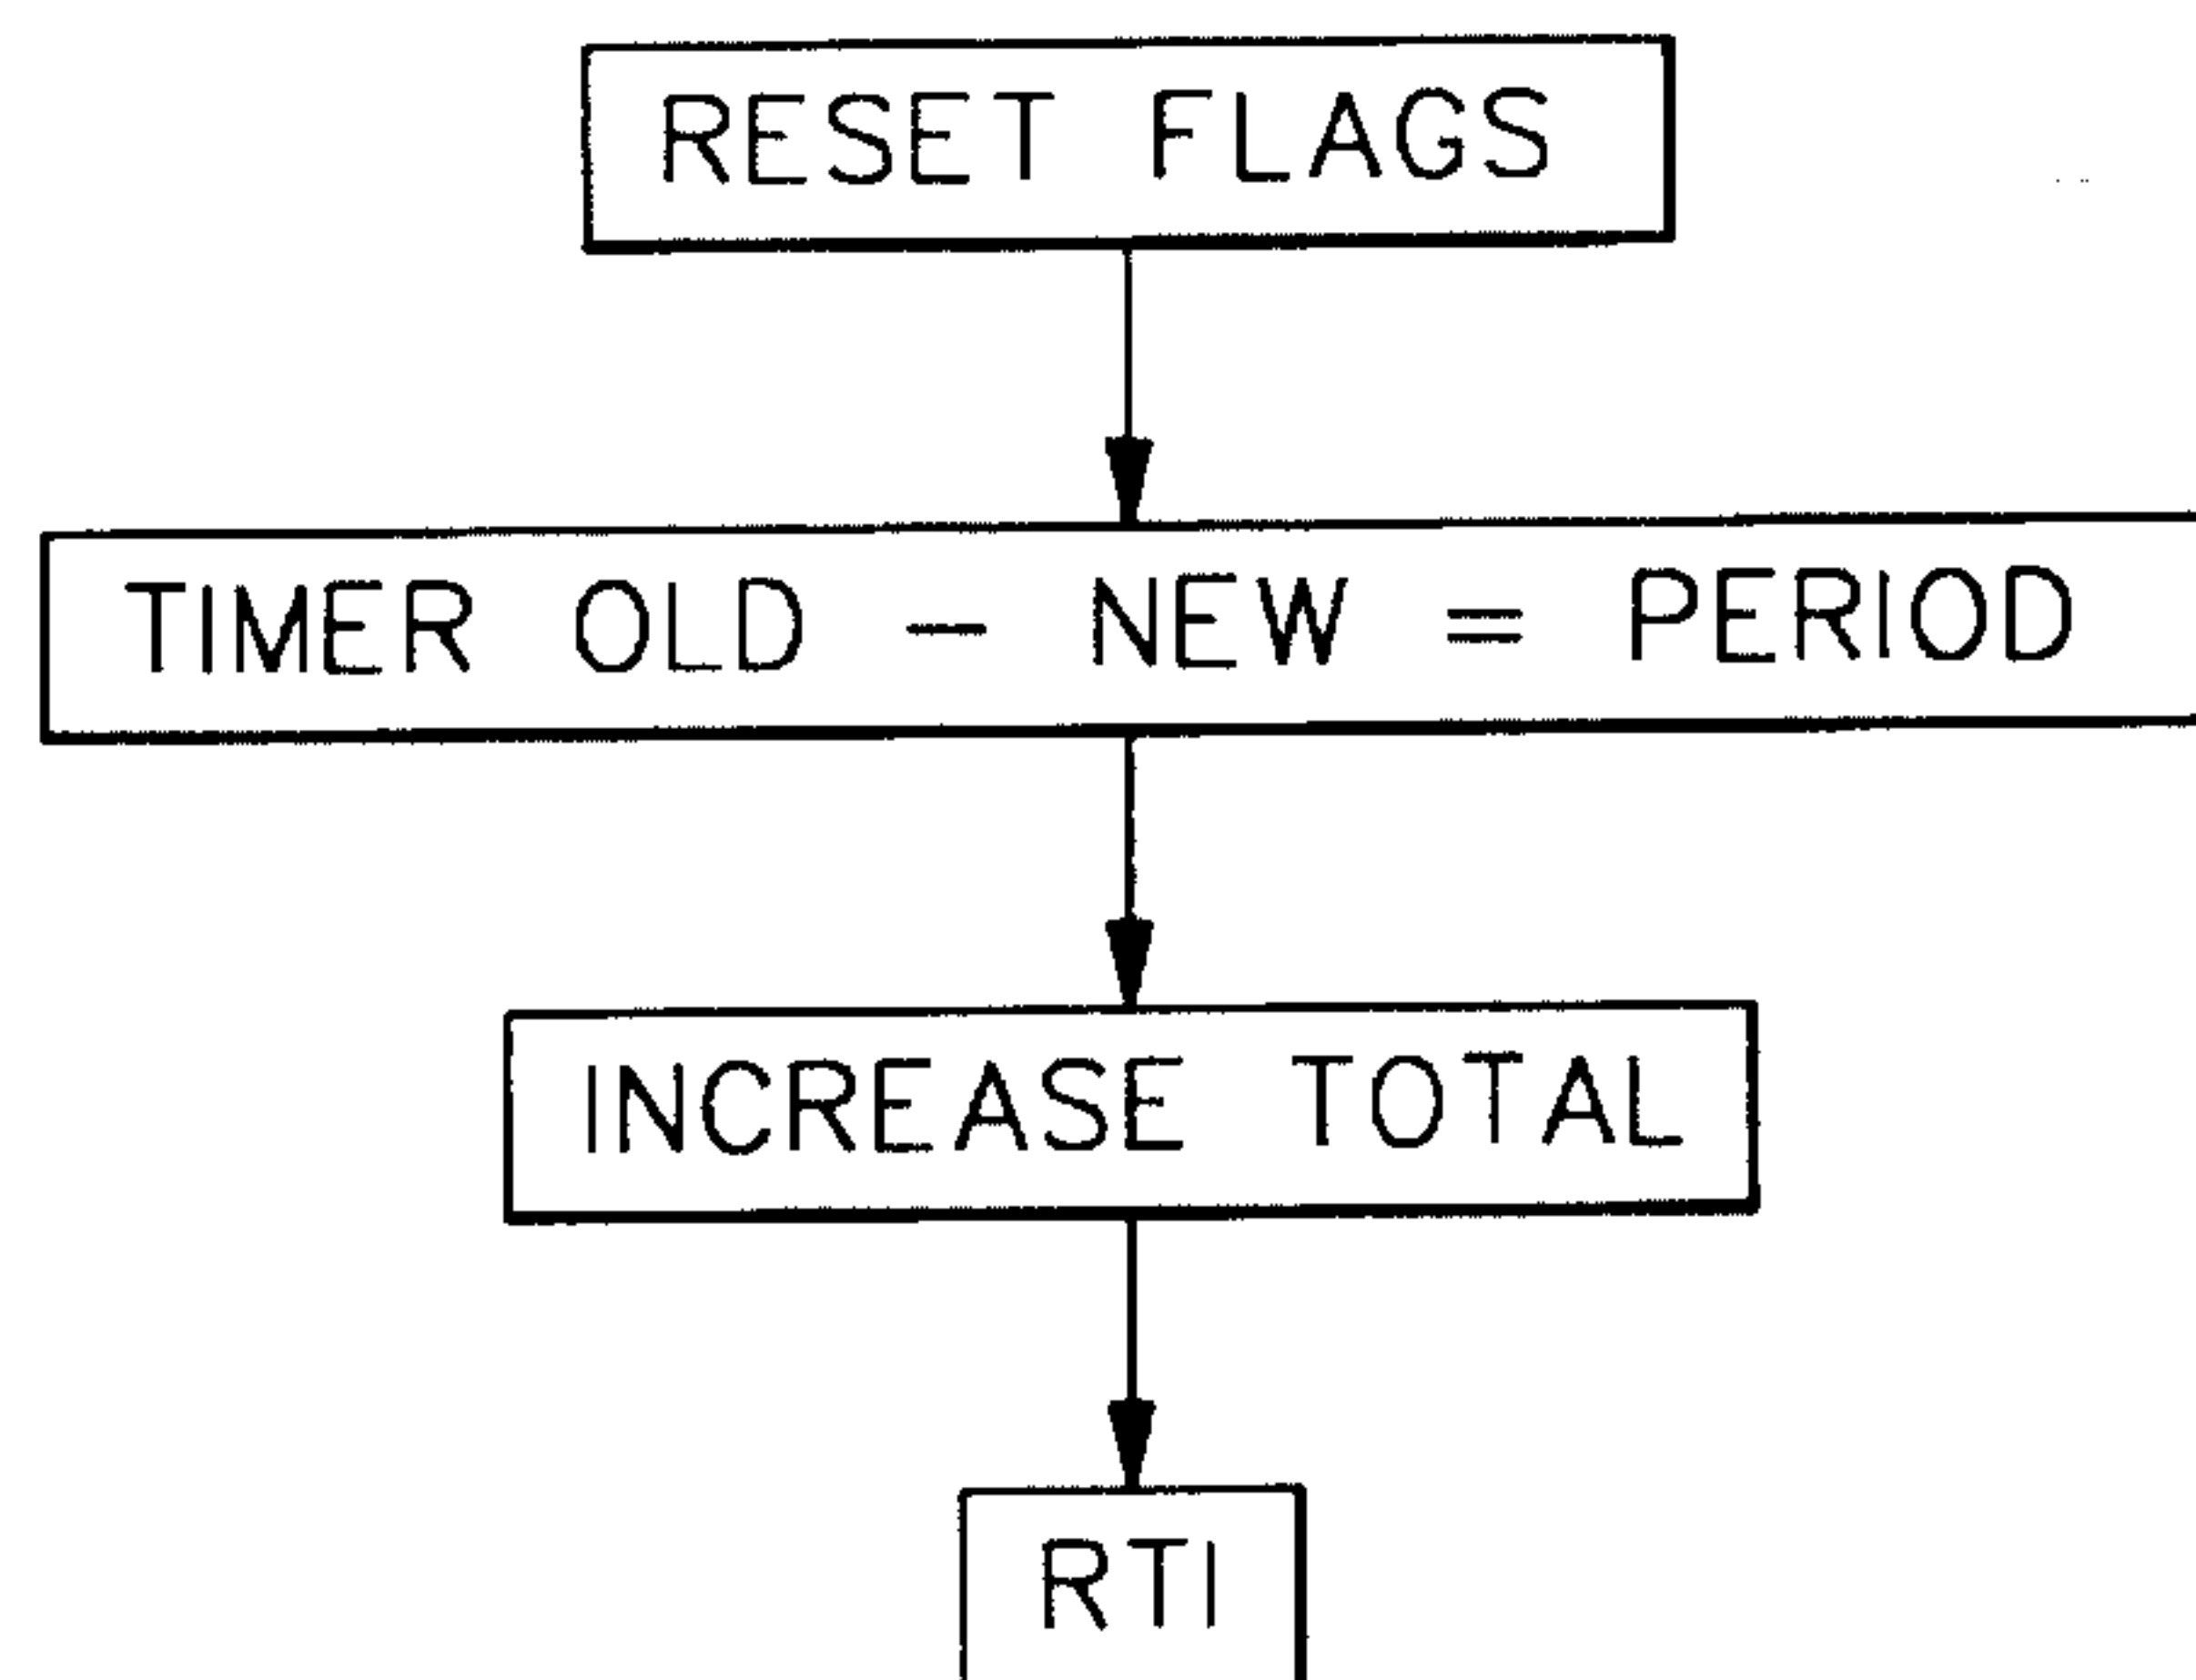 RESET FLAGS
TIMER OLD - NEW = PERIOD
INCREASE TOTAL
RTI